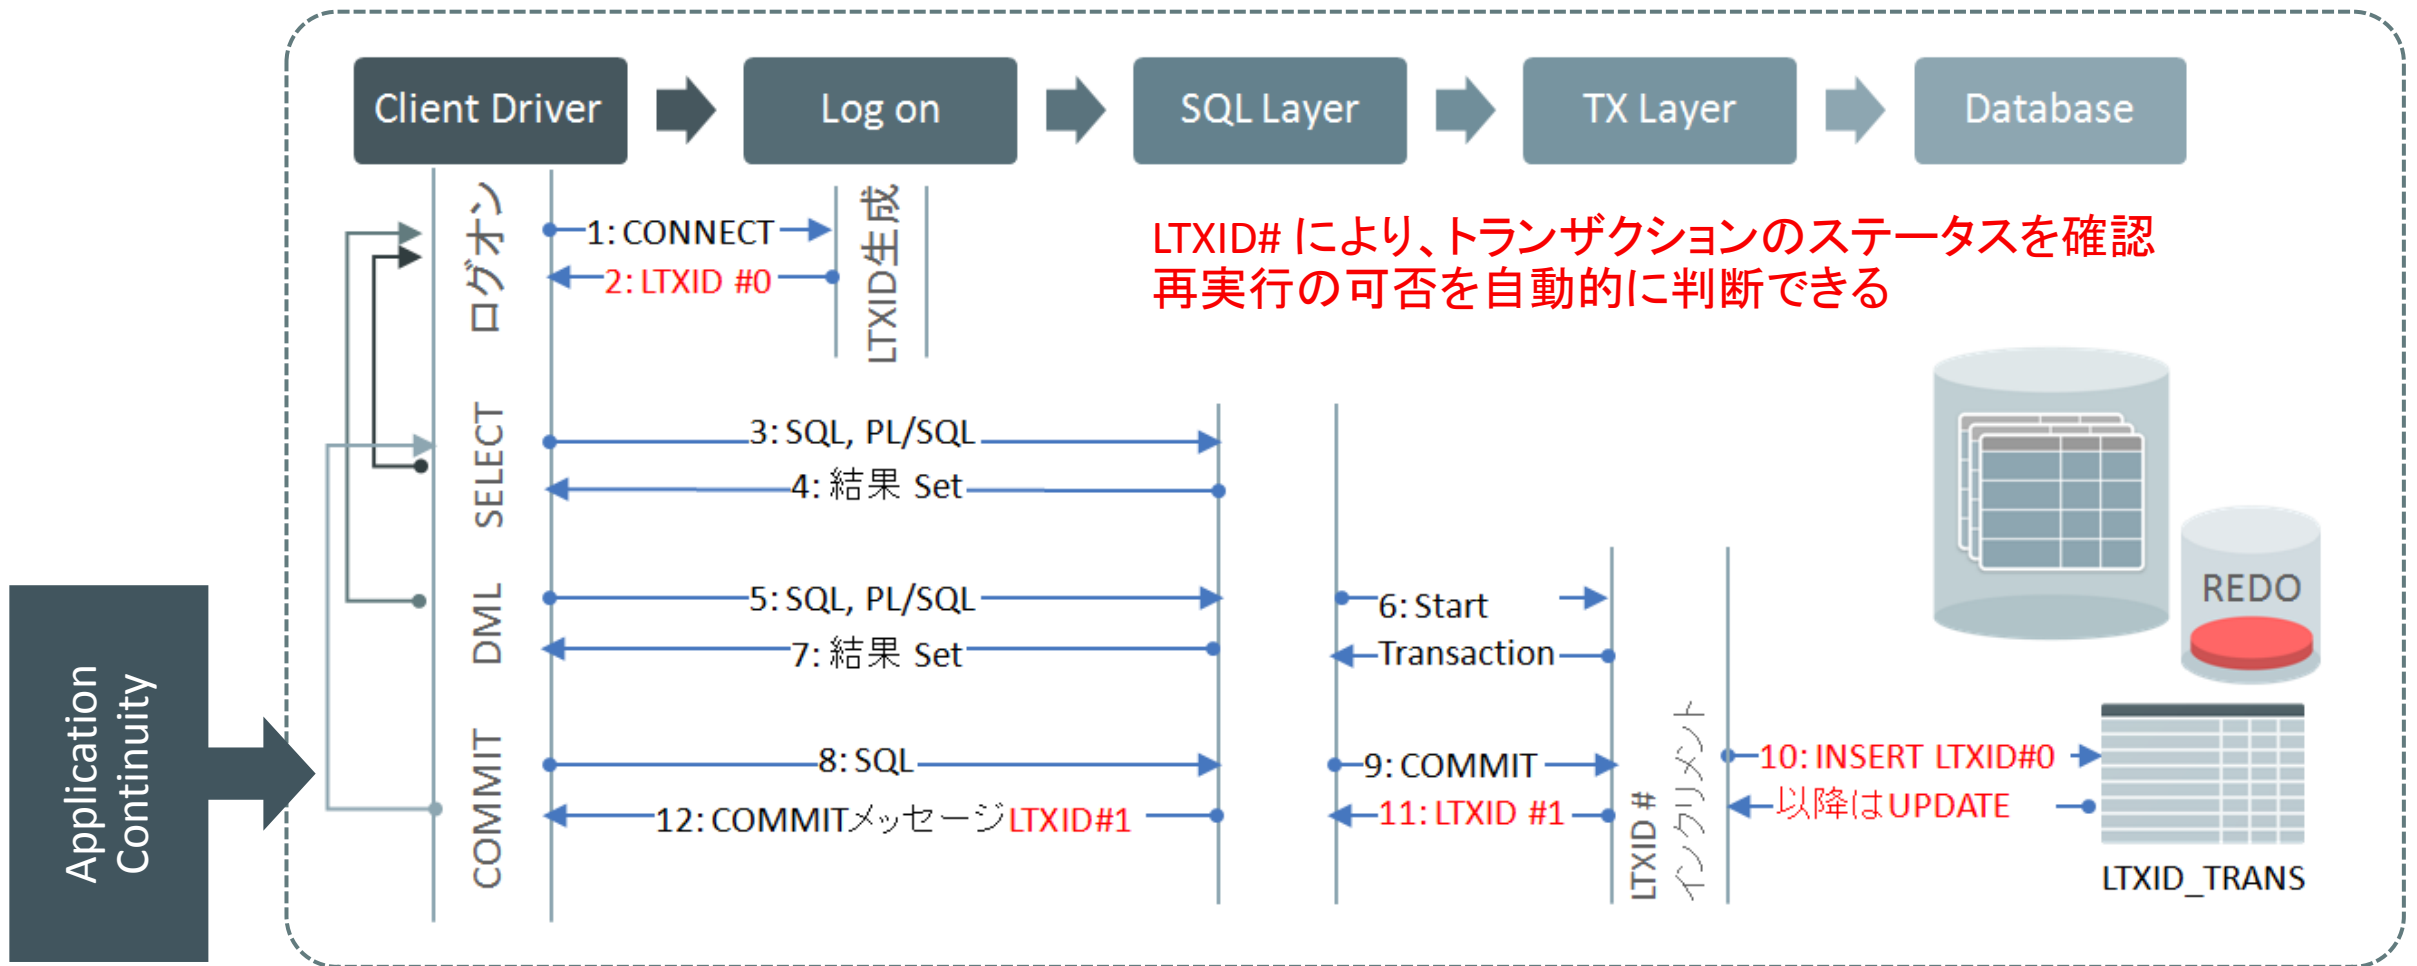 Client Driver
Log on
SQL Layer
TX Layer
Database
ログオン
1: CONNECT
2: LTXID #0
LTXID生成
LTXID# により、トランザクションのステータスを確認
再実行の可否を自動的に判断できる
SELECT
3: SQL, PL/SQL
4: 結果 Set
DML
5: SQL, PL/SQL
6: Start
Transaction
7: 結果 Set
REDO
Application
Continuity
COMMIT
8: SQL
9: COMMIT
LTXID #
インクリメント
10: INSERT LTXID#0
以降はUPDATE
11: LTXID #1
12: COMMITメッセージLTXID#1
LTXID_TRANS